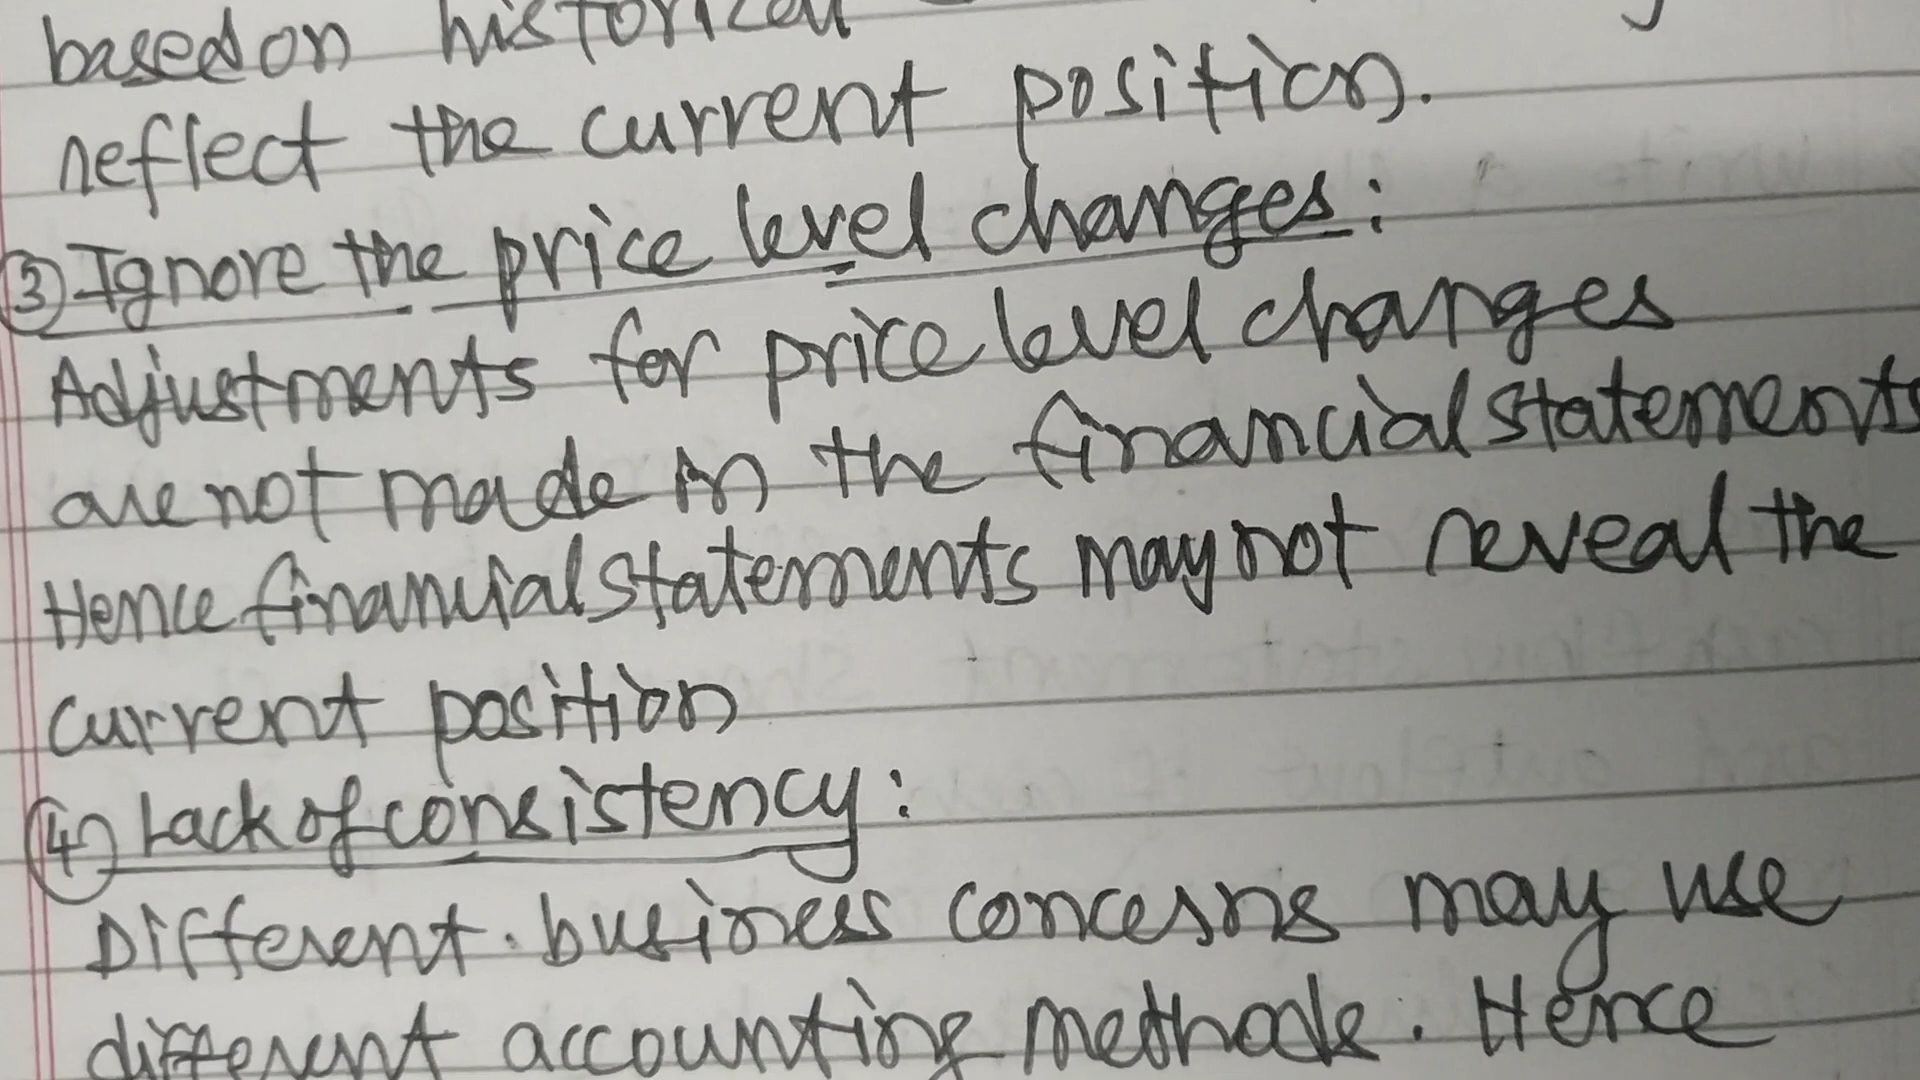 based on historical
reflect the current position.
③ Ignore the price level changes:
Adjustments for price level changes
are not made in the financial statements
Hence financial statements may not reveal the
current position
④ Lack of consistency:
Different business concerns may use
different accounting methods. Hence